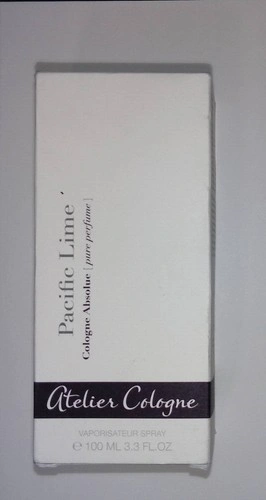 Pacific Lime
Cologne Absolue [ pure perfume ]
Atelier Cologne
VAPORISATEUR SPRAY
℮ 100 ML 3.3 FL.OZ